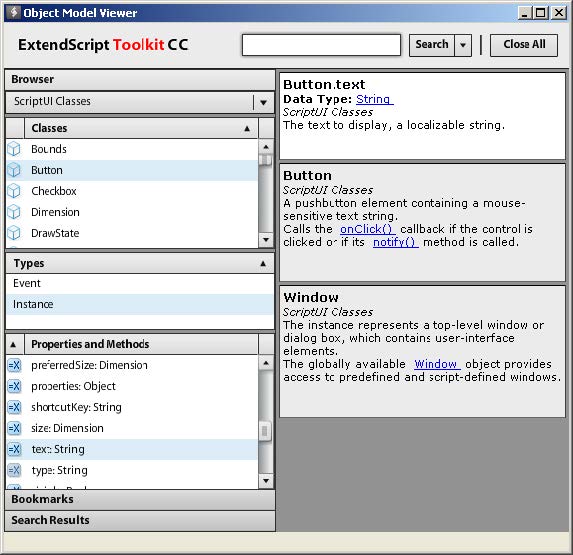 Object Model Viewer
ExtendScript Toolkit CC
Search
Close All
Browser
ScriptUI Classes
Classes
Bounds
Button
Checkbox
Dimension
DrawState
Types
Event
Instance
Properties and Methods
preferredSize: Dimension
properties: Object
shortcutKey: String
size: Dimension
text: String
type: String
Bookmarks
Search Results
Button.text
Data Type: String
ScriptUI Classes
The text to display, a localizable string.
Button
ScriptUI Classes
A pushbutton element containing a mouse-
sensitive text string.
Calls the onClick() callback if the control is
clicked or if its notify() method is called.
Window
ScriptUI Classes
The instance represents a top-level window or
dialog box, which contains user-interface
elements.
The globally available Window object provides
access to predefined and script-defined windows.